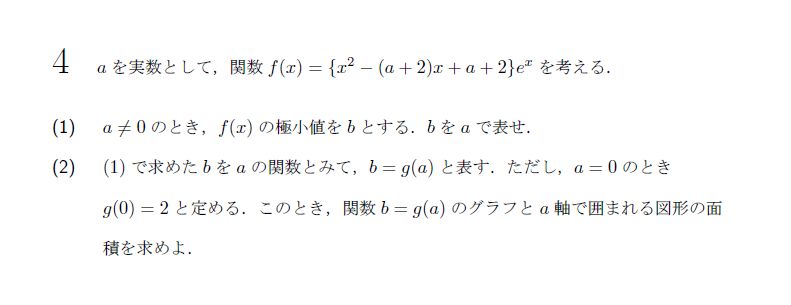 4 aを実数として，関数 f(x) = {x² − (a + 2)x + a + 2}eˣ を考える．
(1) a ≠ 0 のとき，f(x) の極小値を b とする．b を a で表せ．
(2) (1) で求めた b を a の関数とみて，b = g(a) と表す．ただし，a = 0 のとき
g(0) = 2 と定める．このとき，関数 b = g(a) のグラフと a 軸で囲まれる図形の面
積を求めよ．